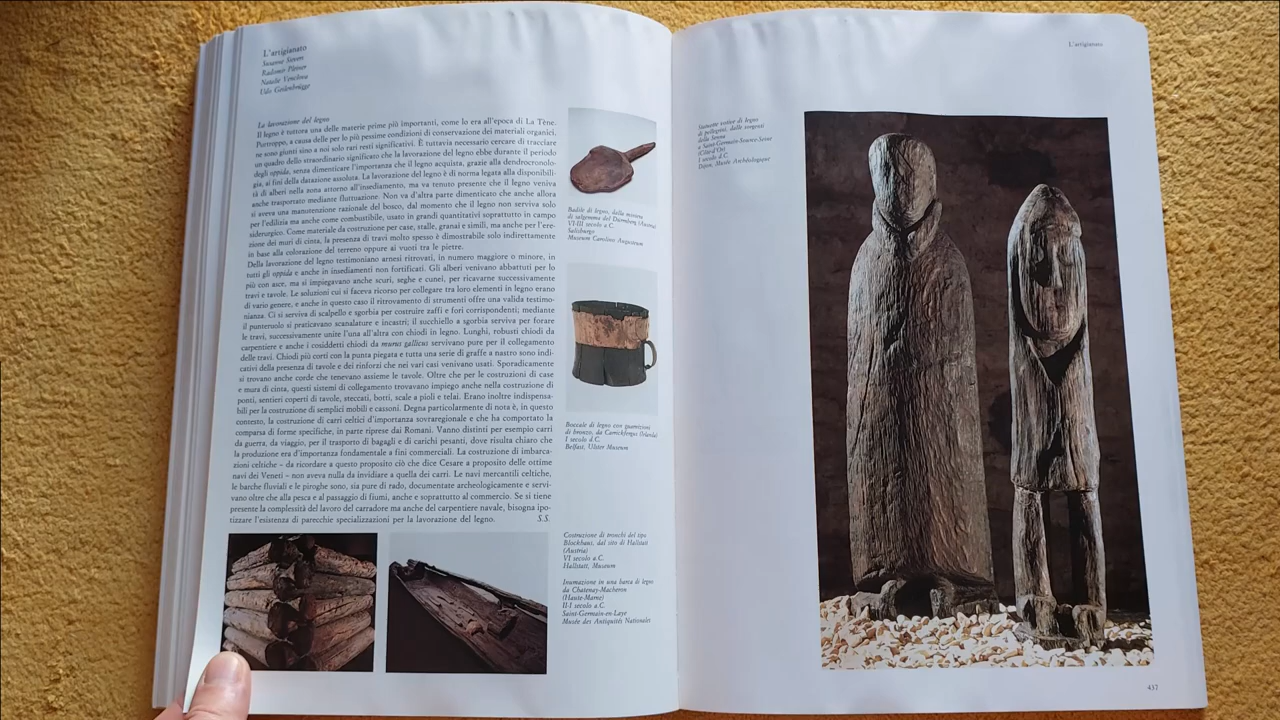 L'artigianato
Susanne Sievers
Radomír Pleiner
Natalie Venclova
Udo Geilenbrügge
La lavorazione del legno
Il legno è tuttora una delle materie prime più importanti, come lo era all'epoca di La Tène.
Purtroppo, a causa delle per lo più pessime condizioni di conservazione dei materiali organici,
ne sono giunti sino a noi solo rari resti significativi. È tuttavia necessario cercare di tracciare
un quadro dello straordinario significato che la lavorazione del legno ebbe durante il periodo
degli oppida, senza dimenticare l'importanza che il legno acquista, grazie alla dendrocronolo-
gia, ai fini della datazione assoluta. La lavorazione del legno è di norma legata alla disponibili-
tà di alberi nella zona attorno all'insediamento, ma va tenuto presente che il legno veniva
anche trasportato mediante fluttuazione. Non va d'altra parte dimenticato che anche allora
si aveva una manutenzione razionale del bosco, dal momento che il legno non serviva solo
per l'edilizia ma anche come combustibile, usato in grandi quantitativi soprattutto in campo
siderurgico. Come materiale da costruzione per case, stalle, granai e simili, ma anche per l'ere-
zione dei muri di cinta, la presenza di travi molto spesso è dimostrabile solo indirettamente
in base alla colorazione del terreno oppure ai vuoti tra le pietre.
Della lavorazione del legno testimoniano arnesi ritrovati, in numero maggiore o minore, in
tutti gli oppida e anche in insediamenti non fortificati. Gli alberi venivano abbattuti per lo
più con asce, ma si impiegavano anche scuri, seghe e cunei, per ricavarne successivamente
travi e tavole. Le soluzioni cui si faceva ricorso per collegare tra loro elementi in legno erano
di vario genere, e anche in questo caso il ritrovamento di strumenti offre una valida testimo-
nianza. Ci si serviva di scalpello e sgorbia per costruire zaffi e fori corrispondenti; mediante
il punteruolo si praticavano scanalature e incastri; il succhiello a sgorbia serviva per forare
le travi, successivamente unite l'una all'altra con chiodi in legno. Lunghi, robusti chiodi da
carpentiere e anche i cosiddetti chiodi da murus gallicus servivano pure per il collegamento
delle travi. Chiodi più corti con la punta piegata e tutta una serie di graffe a nastro sono indi-
cativi della presenza di tavole e dei rinforzi che nei vari casi venivano usati. Sporadicamente
si trovano anche corde che tenevano assieme le tavole. Oltre che per le costruzioni di case
e mura di cinta, questi sistemi di collegamento trovavano impiego anche nella costruzione di
ponti, sentieri coperti di tavole, steccati, botti, scale a pioli e telai. Erano inoltre indispensa-
bili per la costruzione di semplici mobili e cassoni. Degna particolarmente di nota è, in questo
contesto, la costruzione di carri celtici d'importanza sovraregionale e che ha comportato la
comparsa di forme specifiche, in parte riprese dai Romani. Vanno distinti per esempio carri
da guerra, da viaggio, per il trasporto di bagagli e di carichi pesanti, dove risulta chiaro che
la produzione era d'importanza fondamentale a fini commerciali. La costruzione di imbarca-
zioni celtiche – da ricordare a questo proposito ciò che dice Cesare a proposito delle ottime
navi dei Veneti – non aveva nulla da invidiare a quella dei carri. Le navi mercantili celtiche,
le barche fluviali e le piroghe sono, sia pure di rado, documentate archeologicamente e servi-
vano oltre che alla pesca e al passaggio di fiumi, anche e soprattutto al commercio. Se si tiene
presente la complessità del lavoro del carradore ma anche del carpentiere navale, bisogna ipo-
tizzare l'esistenza di parecchie specializzazioni per la lavorazione del legno. S.S.
Badile di legno, dalla miniera
di salgemma del Dürrnberg (Austria)
VI-III secolo a.C.
Salisburgo
Museum Carolino Augusteum
Boccale di legno con guarnizioni
di bronzo, da Carrickfergus (Irlanda)
I secolo d.C.
Belfast, Ulster Museum
Costruzione di tronchi del tipo
Blockhaus, dal sito di Hallstatt
(Austria)
VI secolo a.C.
Hallstatt, Museum
Inumazione in una barca di legno
da Chatenay-Macheron
(Haute-Marne)
II-I secolo a.C.
Saint-Germain-en-Laye
Musée des Antiquités Nationales
L'artigianato
Statuette votive di legno
di pellegrini, dalle sorgenti
della Senna
a Saint-Germain-Source-Seine
(Côte-d'Or)
I secolo d.C.
Dijon, Musée Archéologique
437